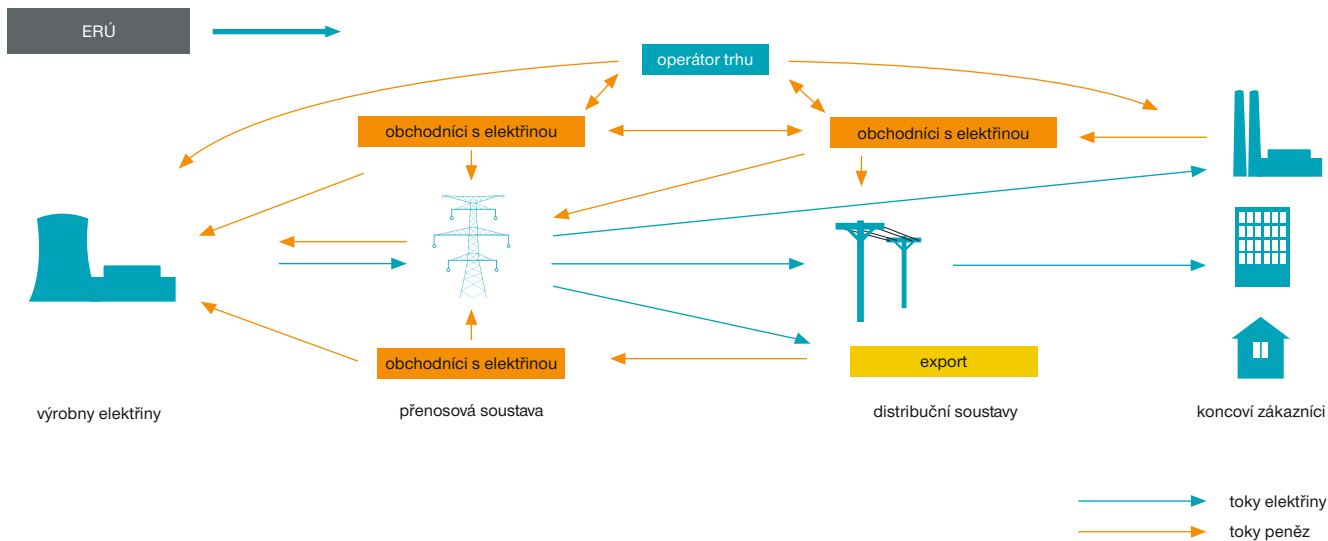 ERÚ
operátor trhu
obchodníci s elektřinou
obchodníci s elektřinou
obchodníci s elektřinou
export
výrobny elektřiny
přenosová soustava
distribuční soustavy
koncoví zákazníci
toky elektřiny
toky peněz